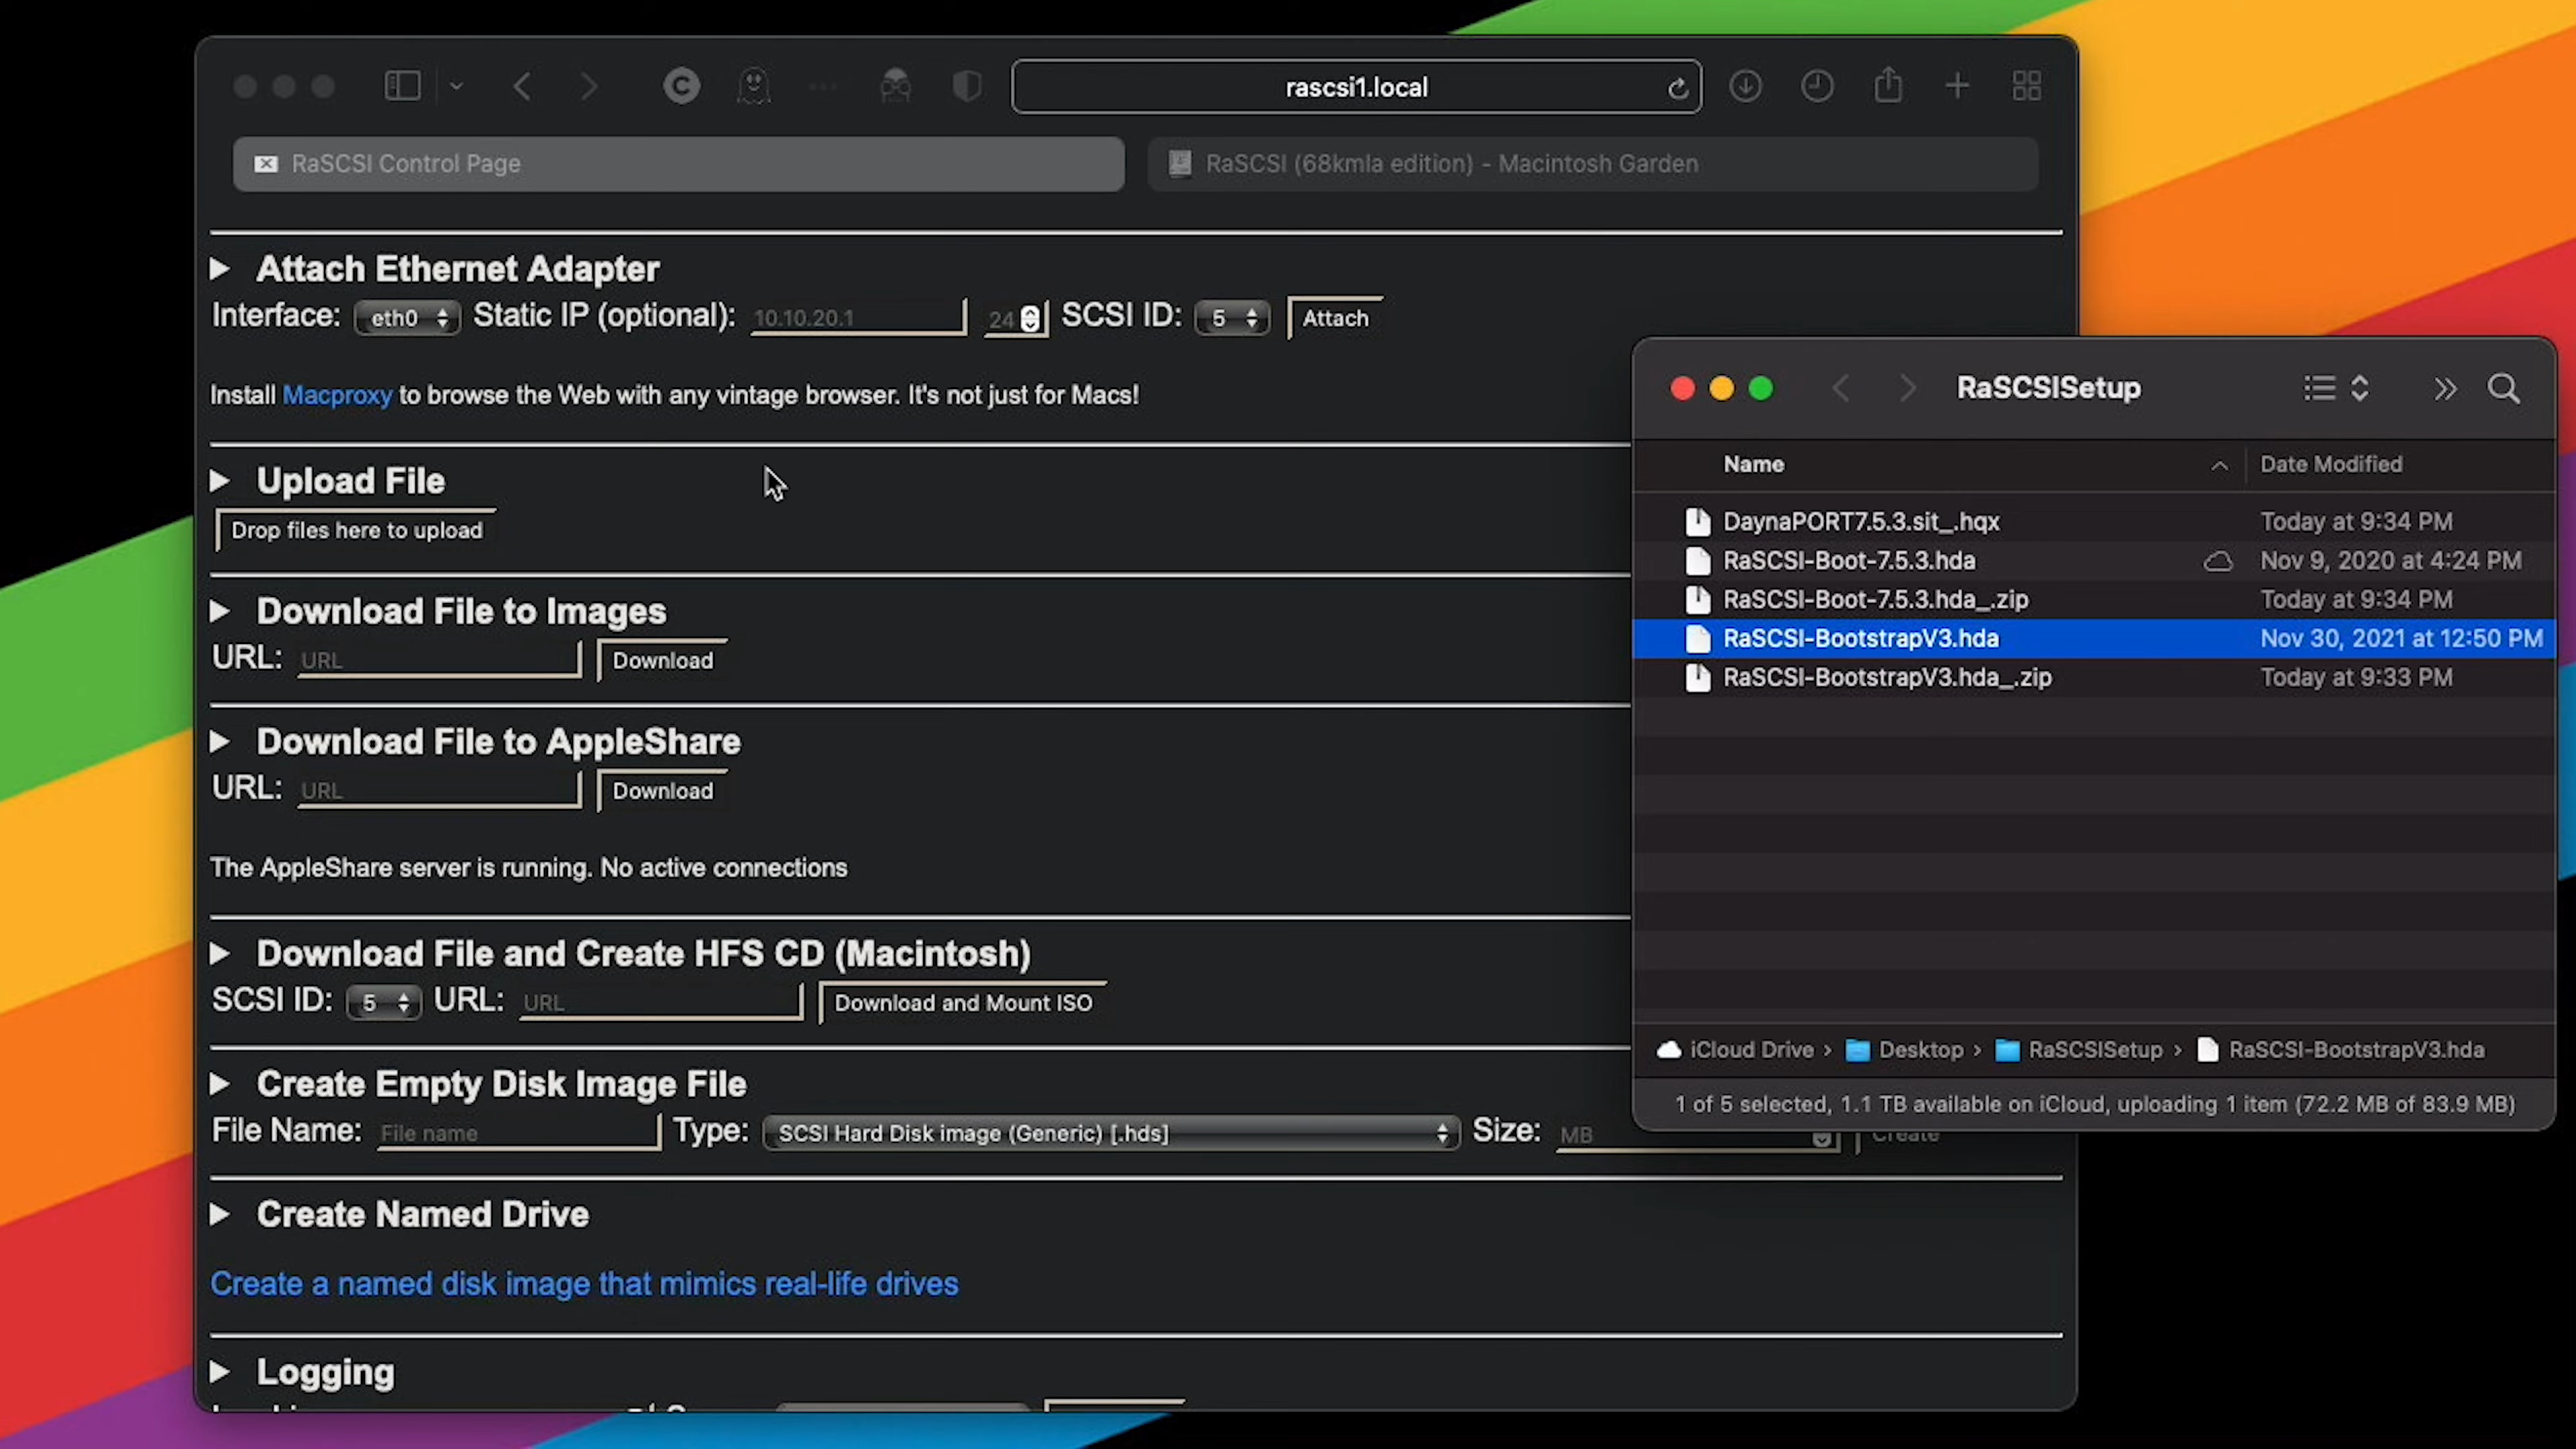 rascsi1.local
RaSCSI Control Page
RaSCSI (68kmla edition) - Macintosh Garden
Attach Ethernet Adapter
Interface: eth0 Static IP (optional): 10.10.20.1 24 SCSI ID: 5 Attach
Install Macproxy to browse the Web with any vintage browser. It's not just for Macs!
Upload File
Drop files here to upload
Download File to Images
URL: URL Download
Download File to AppleShare
URL: URL Download
The AppleShare server is running. No active connections
Download File and Create HFS CD (Macintosh)
SCSI ID: 5 URL: URL Download and Mount ISO
Create Empty Disk Image File
File Name: File name Type: SCSI Hard Disk image (Generic) [.hds] Size: MB Create
Create Named Drive
Create a named disk image that mimics real-life drives
Logging
RaSCSISetup
Name Date Modified
DaynaPORT7.5.3.sit_.hqx Today at 9:34 PM
RaSCSI-Boot-7.5.3.hda Nov 9, 2020 at 4:24 PM
RaSCSI-Boot-7.5.3.hda_.zip Today at 9:34 PM
RaSCSI-BootstrapV3.hda Nov 30, 2021 at 12:50 PM
RaSCSI-BootstrapV3.hda_.zip Today at 9:33 PM
iCloud Drive › Desktop › RaSCSISetup › RaSCSI-BootstrapV3.hda
1 of 5 selected, 1.1 TB available on iCloud, uploading 1 item (72.2 MB of 83.9 MB)